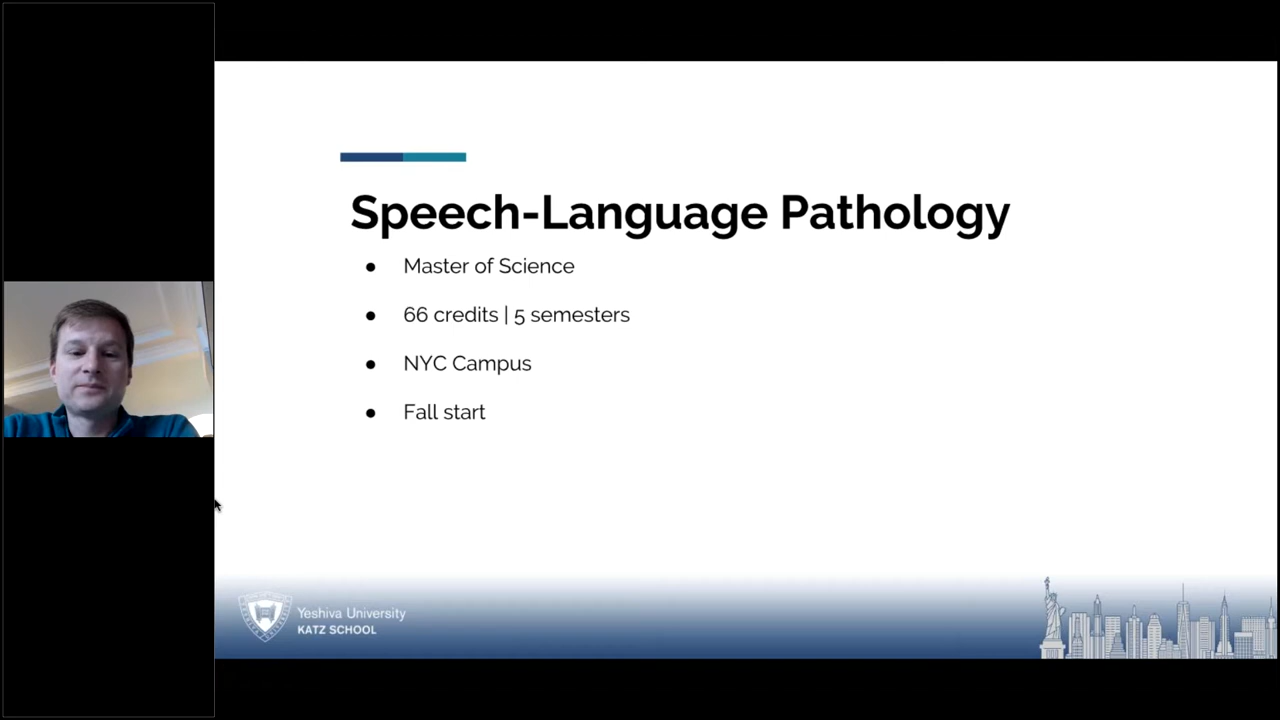 Speech-Language Pathology
● Master of Science
● 66 credits | 5 semesters
● NYC Campus
● Fall start
Yeshiva University
KATZ SCHOOL